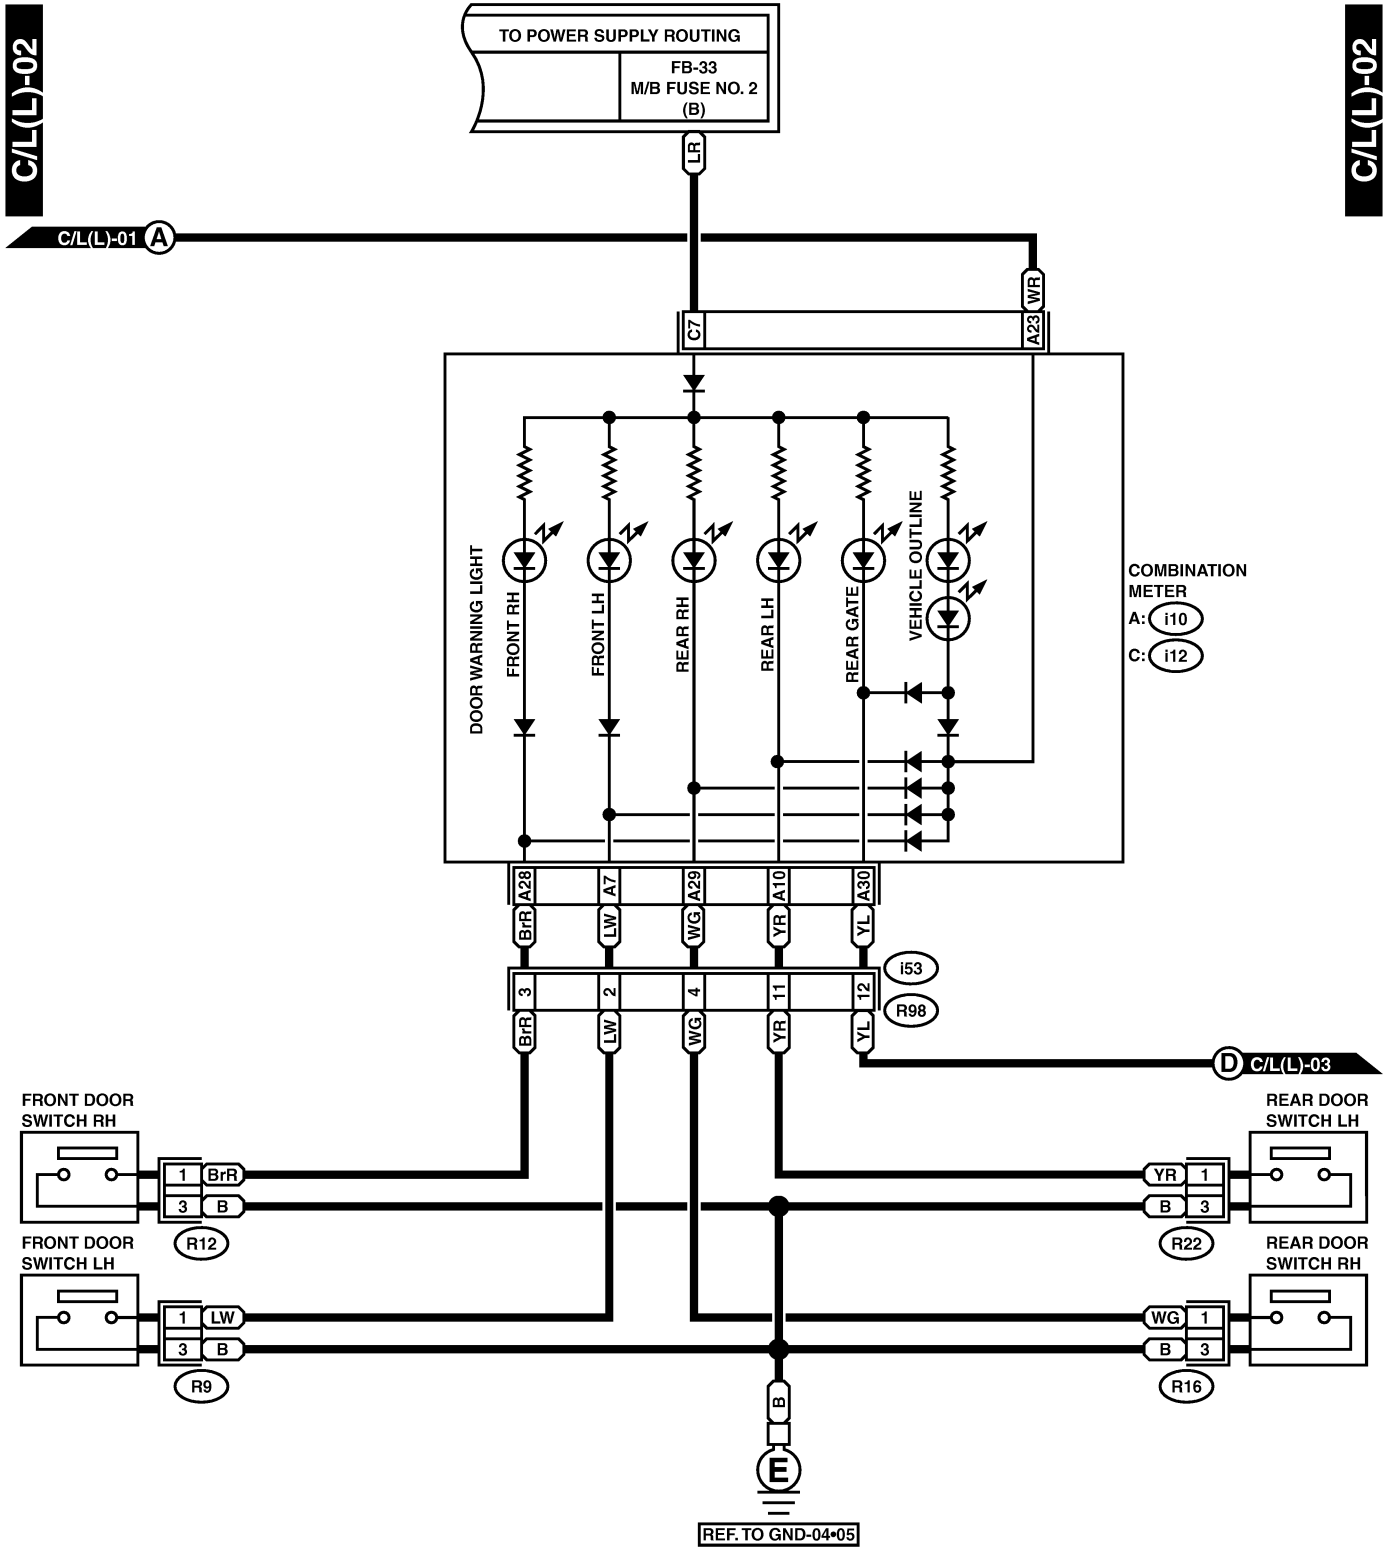 C/L(L)-02
C/L(L)-02
TO POWER SUPPLY ROUTING
FB-33
M/B FUSE NO. 2
(B)
LR
C/L(L)-01 A
WR
C7
A23
DOOR WARNING LIGHT
FRONT RH
FRONT LH
REAR RH
REAR LH
REAR GATE
VEHICLE OUTLINE
COMBINATION
METER
A: i10
C: i12
A28 A7 A29 A10 A30
BrR LW WG YR YL
i53
3 2 4 11 12
R98
BrR LW WG YR YL
D C/L(L)-03
FRONT DOOR
SWITCH RH
1 BrR
3 B
R12
REAR DOOR
SWITCH LH
YR 1
B 3
R22
FRONT DOOR
SWITCH LH
1 LW
3 B
R9
REAR DOOR
SWITCH RH
WG 1
B 3
R16
B
E
REF. TO GND-04•05